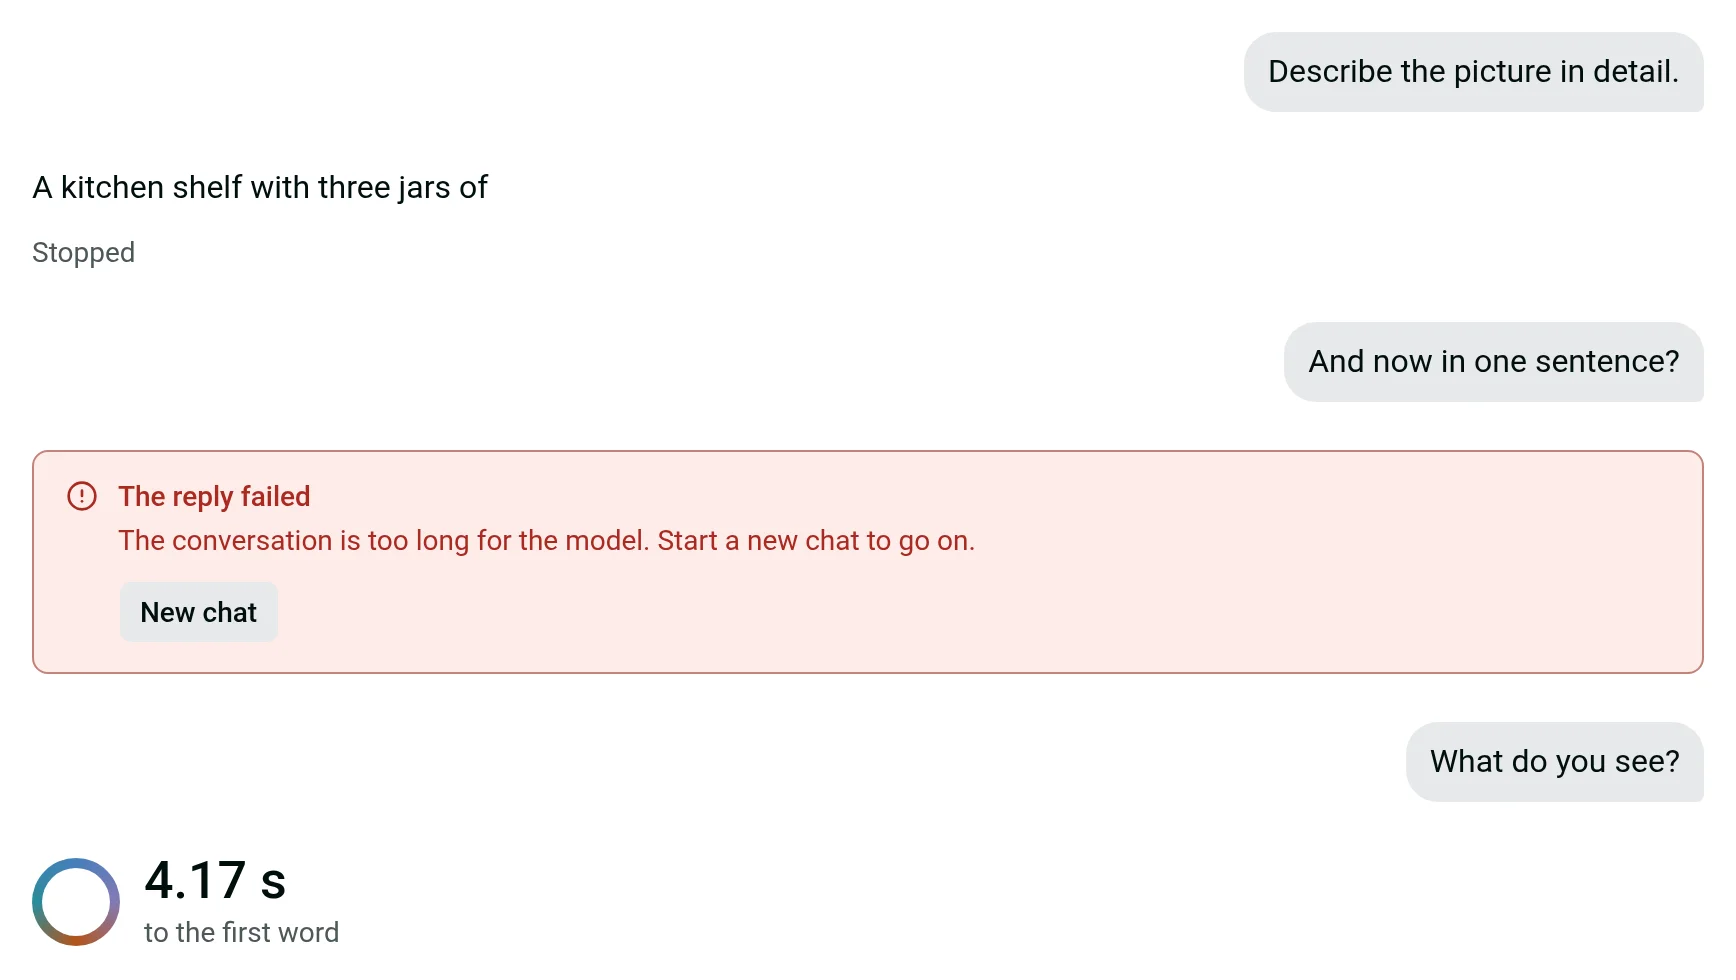 Describe the picture in detail.
A kitchen shelf with three jars of
Stopped
And now in one sentence?
The reply failed
The conversation is too long for the model. Start a new chat to go on.
New chat
What do you see?
4.17 s
to the first word